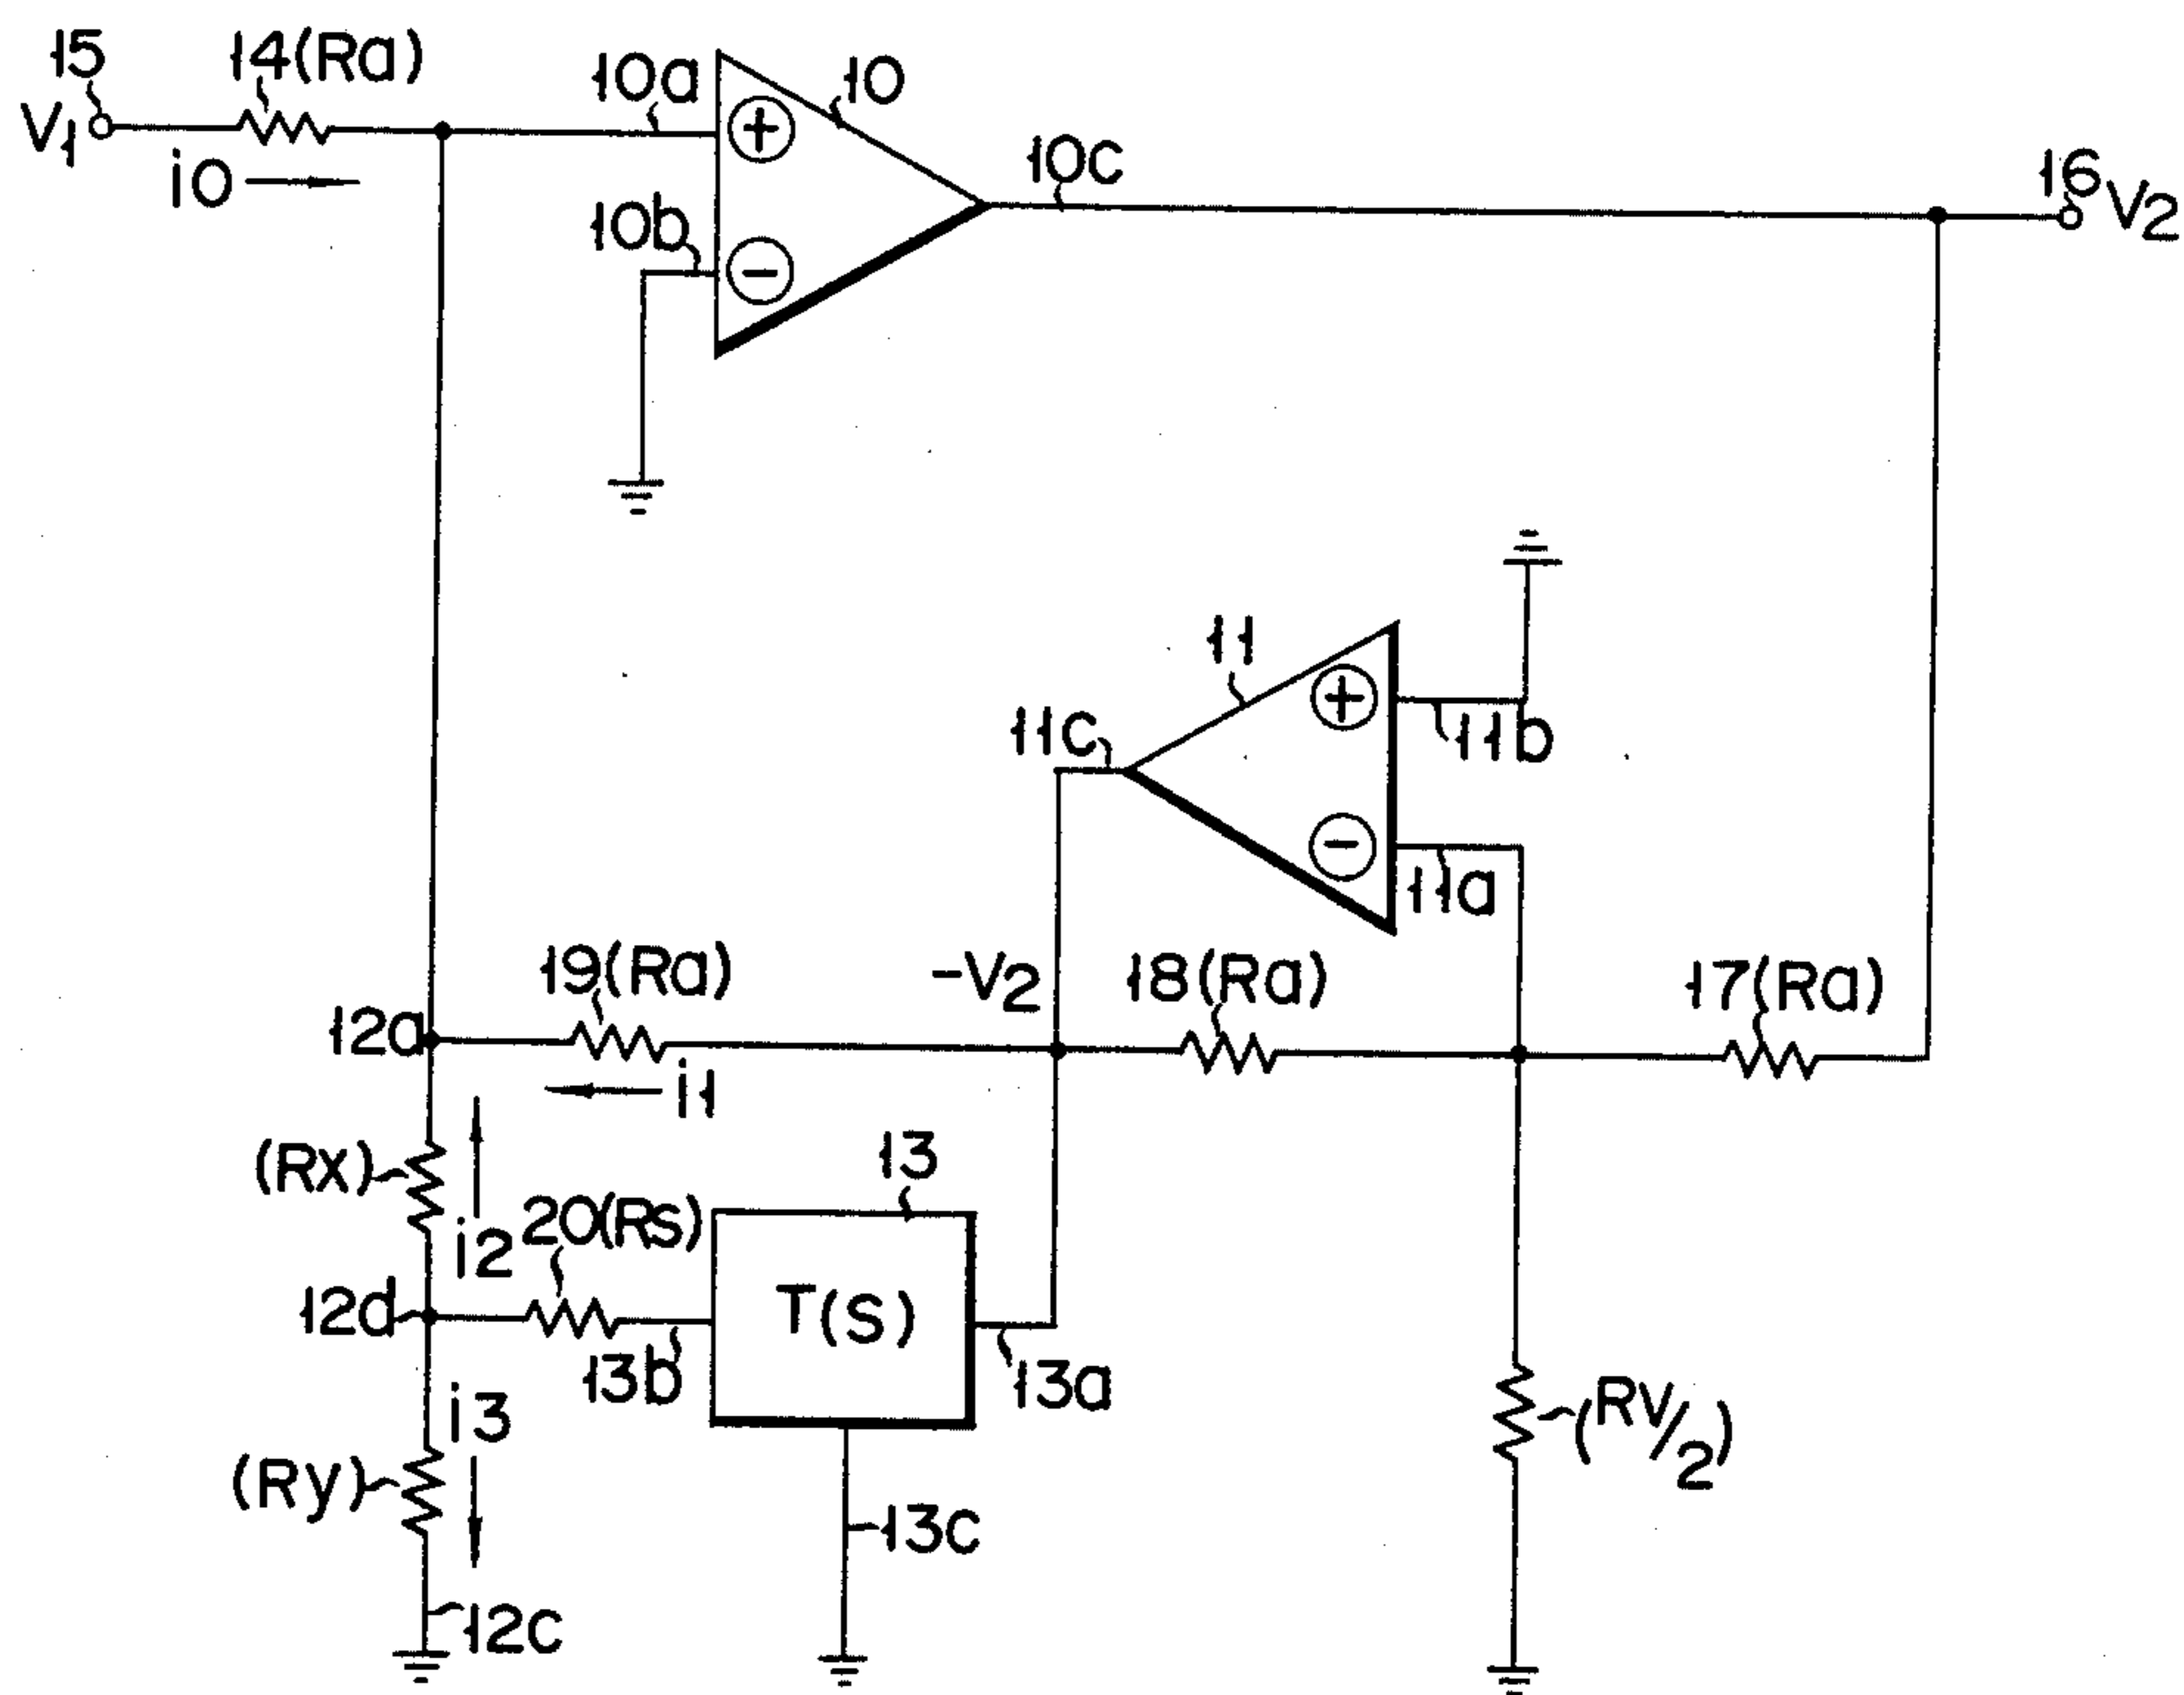 15
14(Ra)
V1
i0
10a
10
10b
10c
16
V2
11
11c
11b
11a
12a
19(Ra)
-V2
18(Ra)
17(Ra)
i1
(Rx)
i2
20(Rs)
13
12d
13b
T(S)
13a
i3
(Ry)
(RV/2)
13c
12c